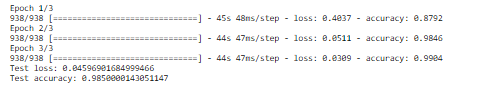 Epoch 1/3
938/938 [==============================] - 45s 48ms/step - loss: 0.4037 - accuracy: 0.8792
Epoch 2/3
938/938 [==============================] - 44s 47ms/step - loss: 0.0511 - accuracy: 0.9846
Epoch 3/3
938/938 [==============================] - 44s 47ms/step - loss: 0.0309 - accuracy: 0.9904
Test loss: 0.04596901684999466
Test accuracy: 0.9850000143051147